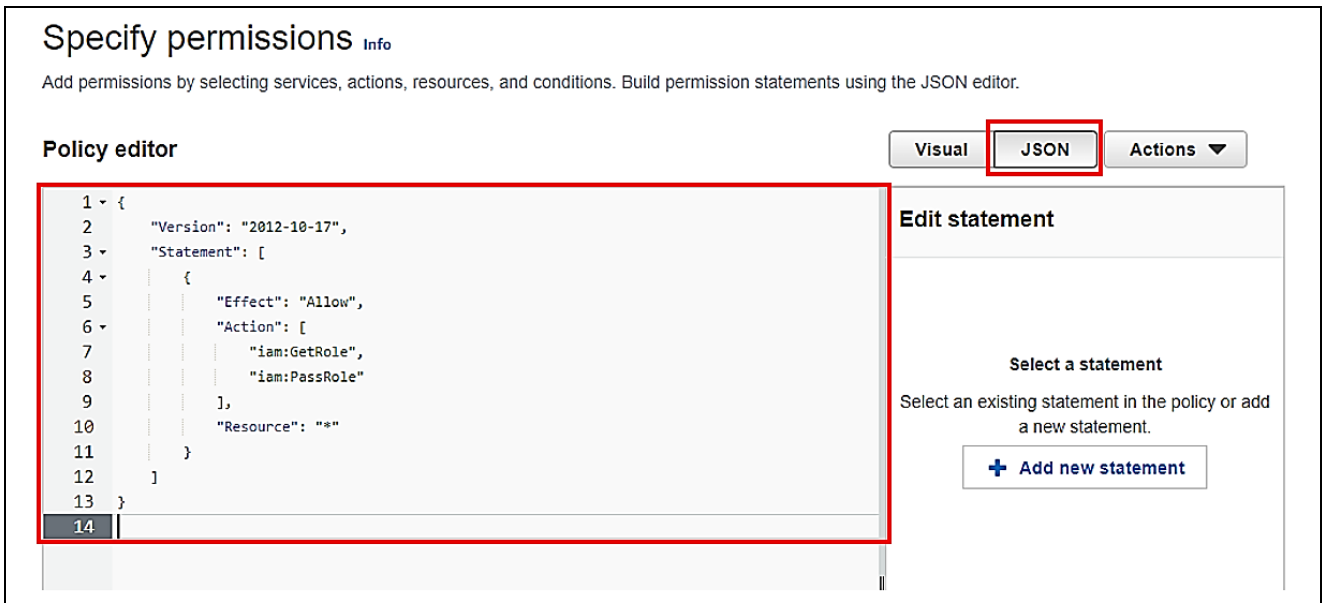 Specify permissions Info
Add permissions by selecting services, actions, resources, and conditions. Build permission statements using the JSON editor.
Policy editor
Visual
JSON
Actions
1 {
2 "Version": "2012-10-17",
3 "Statement": [
4 {
5 "Effect": "Allow",
6 "Action": [
7 "iam:GetRole",
8 "iam:PassRole"
9 ],
10 "Resource": "*"
11 }
12 ]
13 }
14
Edit statement
Select a statement
Select an existing statement in the policy or add
a new statement.
+ Add new statement